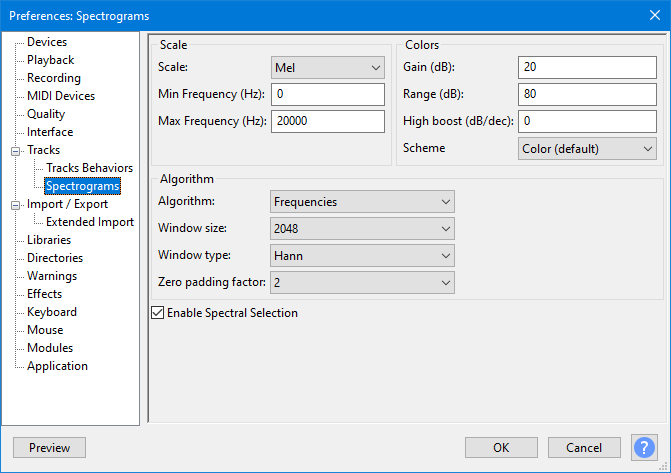 Preferences: Spectrograms
Devices
Playback
Recording
MIDI Devices
Quality
Interface
Tracks
Tracks Behaviors
Spectrograms
Import / Export
Extended Import
Libraries
Directories
Warnings
Effects
Keyboard
Mouse
Modules
Application
Scale
Scale: Mel
Min Frequency (Hz): 0
Max Frequency (Hz): 20000
Colors
Gain (dB): 20
Range (dB): 80
High boost (dB/dec): 0
Scheme Color (default)
Algorithm
Algorithm: Frequencies
Window size: 2048
Window type: Hann
Zero padding factor: 2
Enable Spectral Selection
Preview OK Cancel ?